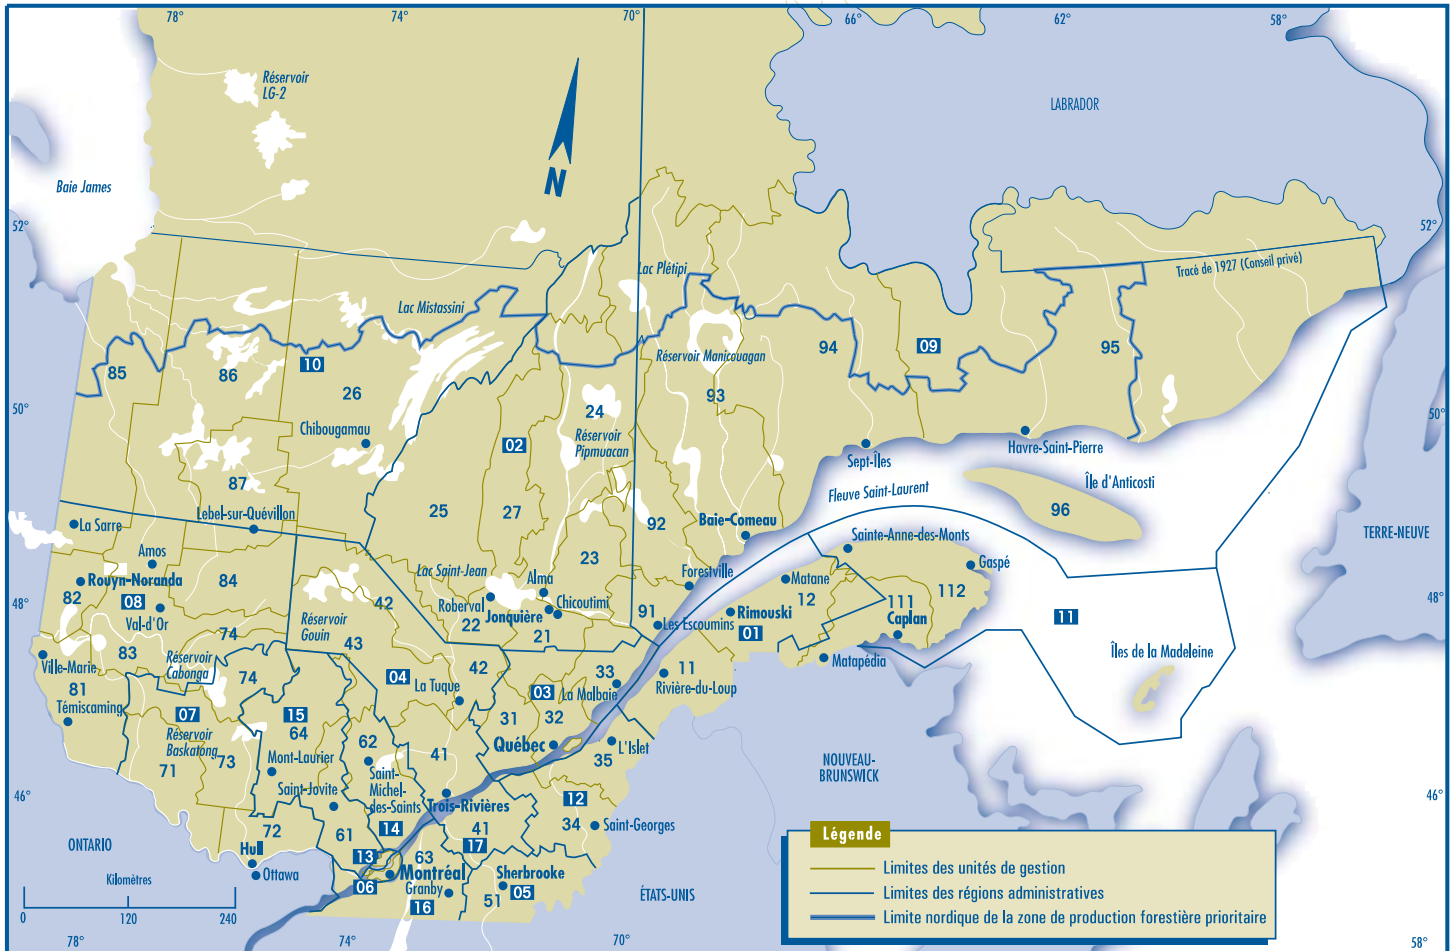 78°
74°
70°
66°
62°
58°
Réservoir
LG-2
LABRADOR
N
Baie James
52°
52°
Lac Plétipi
Tracé de 1927 (Conseil privé)
Lac Mistassini
Réservoir Manicouagan
94
09
95
10
85
86
26
93
24
50°
50°
Chibougamau
02
Réservoir
Pipmuacan
Sept-Îles
Havre-Saint-Pierre
Île d'Anticosti
87
Fleuve Saint-Laurent
25
27
92
96
Lebel-sur-Quévillon
La Sarre
Baie-Comeau
Sainte-Anne-des-Monts
TERRE-NEUVE
Amos
23
Gaspé
Lac Saint-Jean
Alma
Forestville
Matane
Rouyn-Noranda
84
82
08
42
Roberval
Chicoutimi
12
112
111
48°
48°
Val-d'Or
Réservoir
Gouin
Jonquière
22
91
Rimouski
Caplan
11
74
43
21
Les Escoumins
01
83
Réservoir
Cabonga
Ville-Marie
Matapédia
Îles de la Madeleine
81
74
04
42
33
11
03
La Malbaie
Rivière-du-Loup
Témiscaming
07
15
La Tuque
64
31
32
Réservoir
Baskatong
62
Québec
L'Islet
71
73
Mont-Laurier
41
35
NOUVEAU-
BRUNSWICK
Saint-Jovite
Saint-
Michel-
des-Saints
46°
46°
Trois-Rivières
12
72
61
14
41
34
Saint-Georges
ONTARIO
Hull
13
63
17
Ottawa
Montréal
Sherbrooke
06
Granby
05
16
51
ÉTATS-UNIS
Kilomètres
0
120
240
Légende
Limites des unités de gestion
Limites des régions administratives
Limite nordique de la zone de production forestière prioritaire
78°
74°
70°
58°